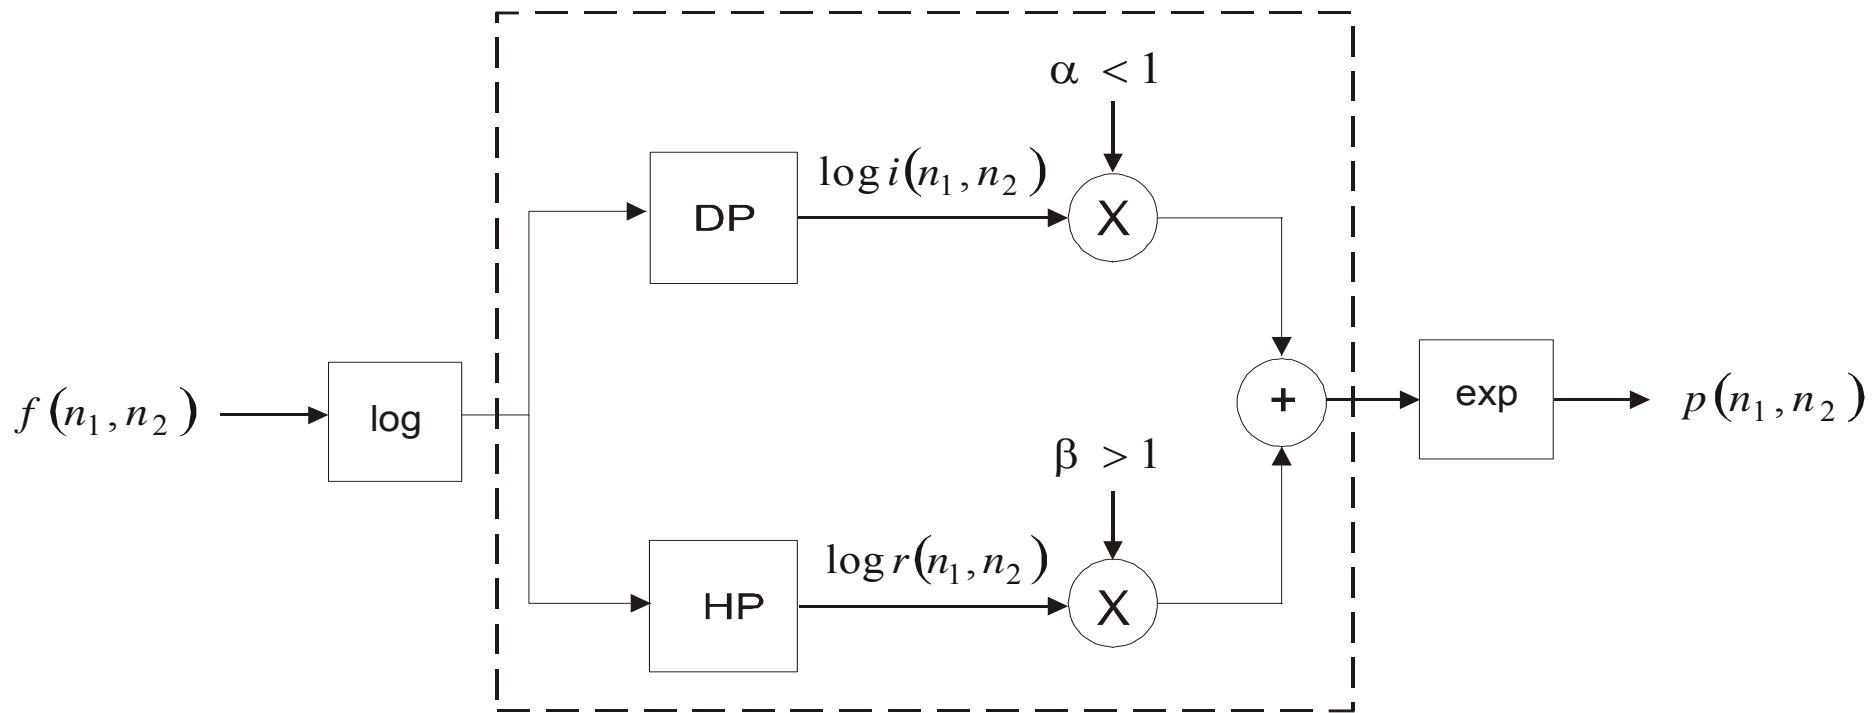 α < 1
log i(n₁, n₂)
DP
X
f(n₁, n₂)
log
+
exp
p(n₁, n₂)
β > 1
log r(n₁, n₂)
HP
X